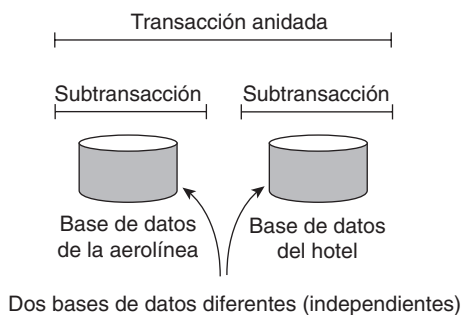 Transacción anidada
Subtransacción Subtransacción
Base de datos
de la aerolínea
Base de datos
del hotel
Dos bases de datos diferentes (independientes)